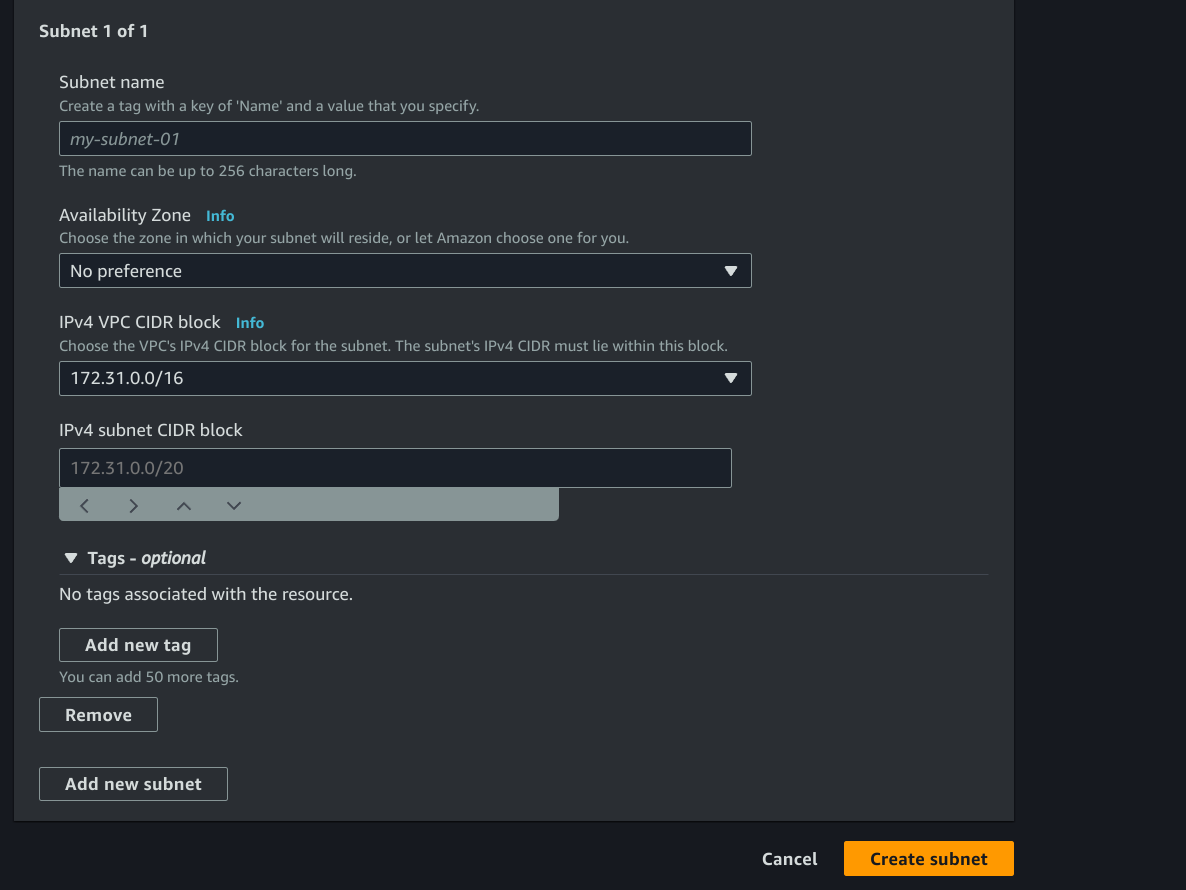 Subnet 1 of 1
Subnet name
Create a tag with a key of 'Name' and a value that you specify.
my-subnet-01
The name can be up to 256 characters long.
Availability Zone Info
Choose the zone in which your subnet will reside, or let Amazon choose one for you.
No preference
IPv4 VPC CIDR block Info
Choose the VPC's IPv4 CIDR block for the subnet. The subnet's IPv4 CIDR must lie within this block.
172.31.0.0/16
IPv4 subnet CIDR block
172.31.0.0/20
Tags - optional
No tags associated with the resource.
Add new tag
You can add 50 more tags.
Remove
Add new subnet
Cancel Create subnet